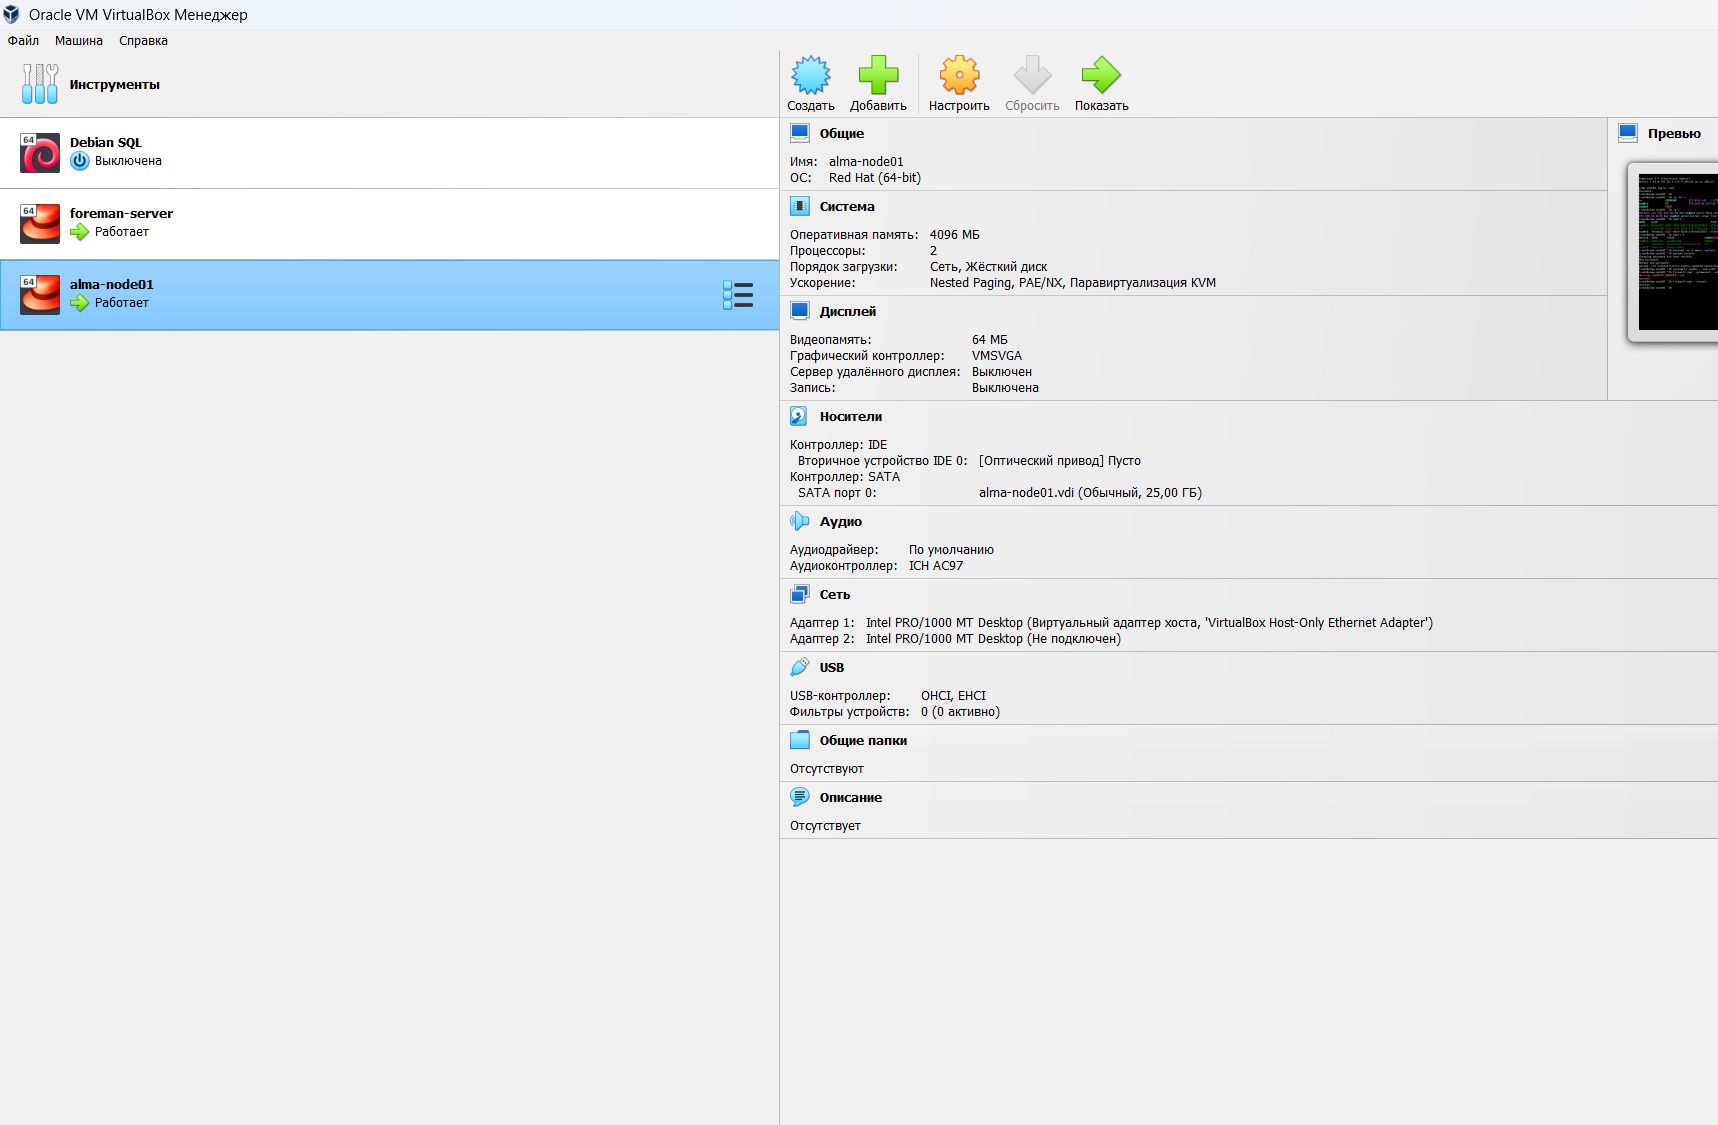 Oracle VM VirtualBox Менеджер
Файл Машина Справка
Инструменты
64 Debian SQL
Выключена
64 foreman-server
Работает
64 alma-node01
Работает
Создать Добавить Настроить Сбросить Показать
Общие
Имя: alma-node01
ОС: Red Hat (64-bit)
Система
Оперативная память: 4096 МБ
Процессоры: 2
Порядок загрузки: Сеть, Жёсткий диск
Ускорение: Nested Paging, PAE/NX, Паравиртуализация KVM
Дисплей
Видеопамять: 64 МБ
Графический контроллер: VMSVGA
Сервер удалённого дисплея: Выключен
Запись: Выключена
Носители
Контроллер: IDE
Вторичное устройство IDE 0: [Оптический привод] Пусто
Контроллер: SATA
SATA порт 0: alma-node01.vdi (Обычный, 25,00 ГБ)
Аудио
Аудиодрайвер: По умолчанию
Аудиоконтроллер: ICH AC97
Сеть
Адаптер 1: Intel PRO/1000 MT Desktop (Виртуальный адаптер хоста, 'VirtualBox Host-Only Ethernet Adapter')
Адаптер 2: Intel PRO/1000 MT Desktop (Не подключен)
USB
USB-контроллер: OHCI, EHCI
Фильтры устройств: 0 (0 активно)
Общие папки
Отсутствуют
Описание
Отсутствует
Превью